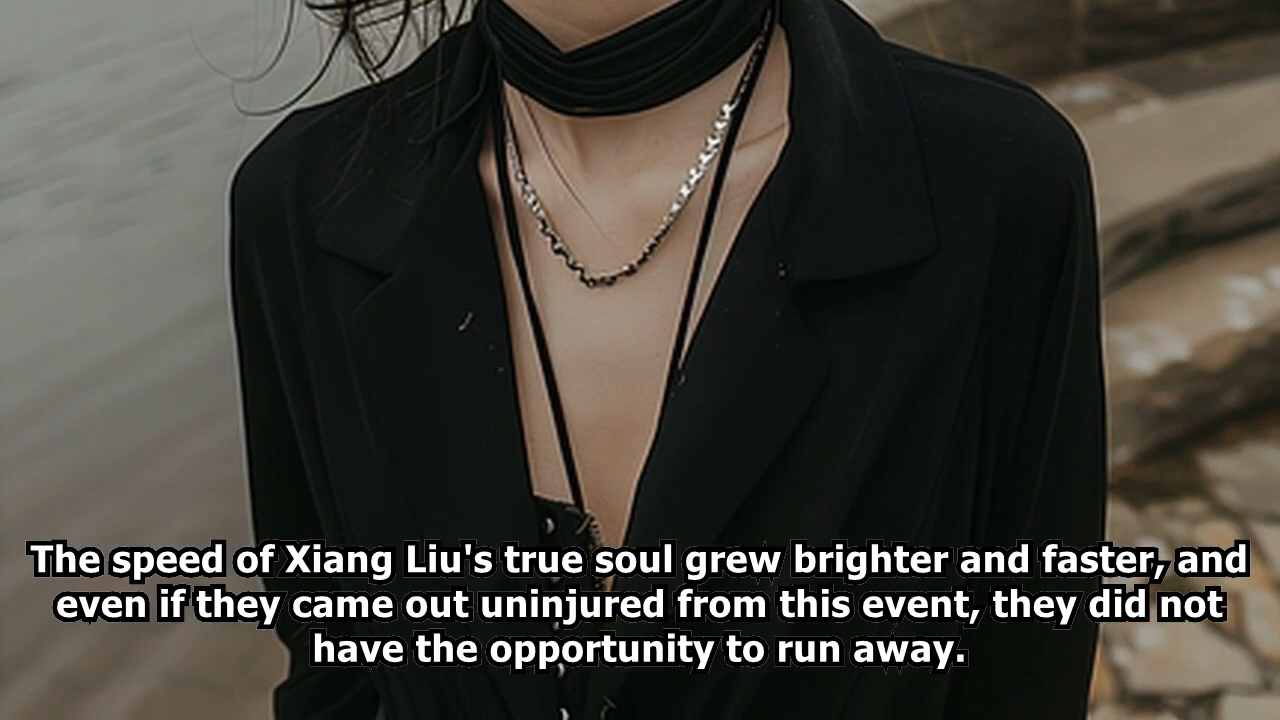 The speed of Xiang Liu's true soul grew brighter and faster, and
even if they came out uninjured from this event, they did not
have the opportunity to run away.